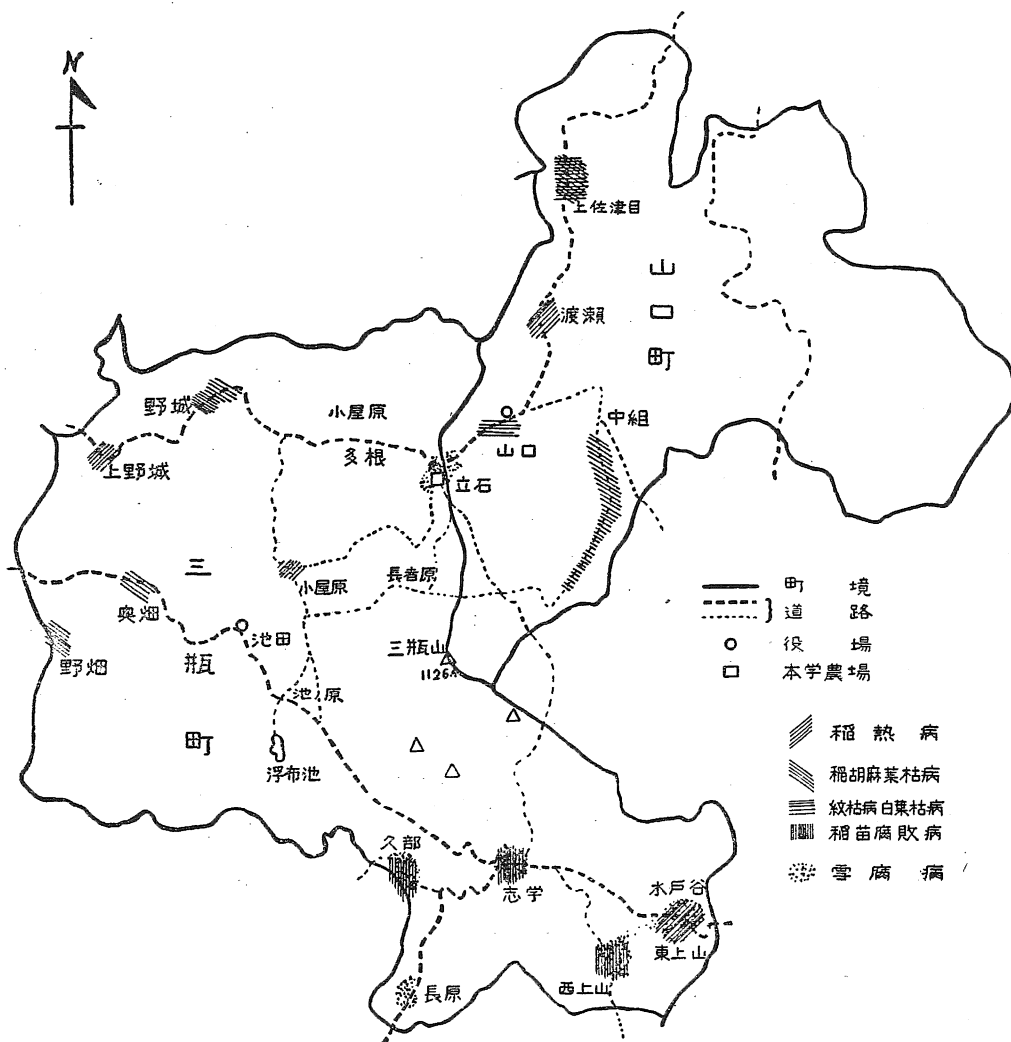 N
上佐津目
山口町
渡瀬
野城
小屋原
多根
山口
中組
上野城
立石
三瓶町
小屋原
長者原
奥畑
野畑
池田
三瓶山
1126
池原
浮布池
久部
志学
水戸谷
東上山
西上山
長原
町境
道路
役場
本学農場
稲熱病
稲胡麻葉枯病
紋枯病白葉枯病
稲苗腐敗病
雪腐病